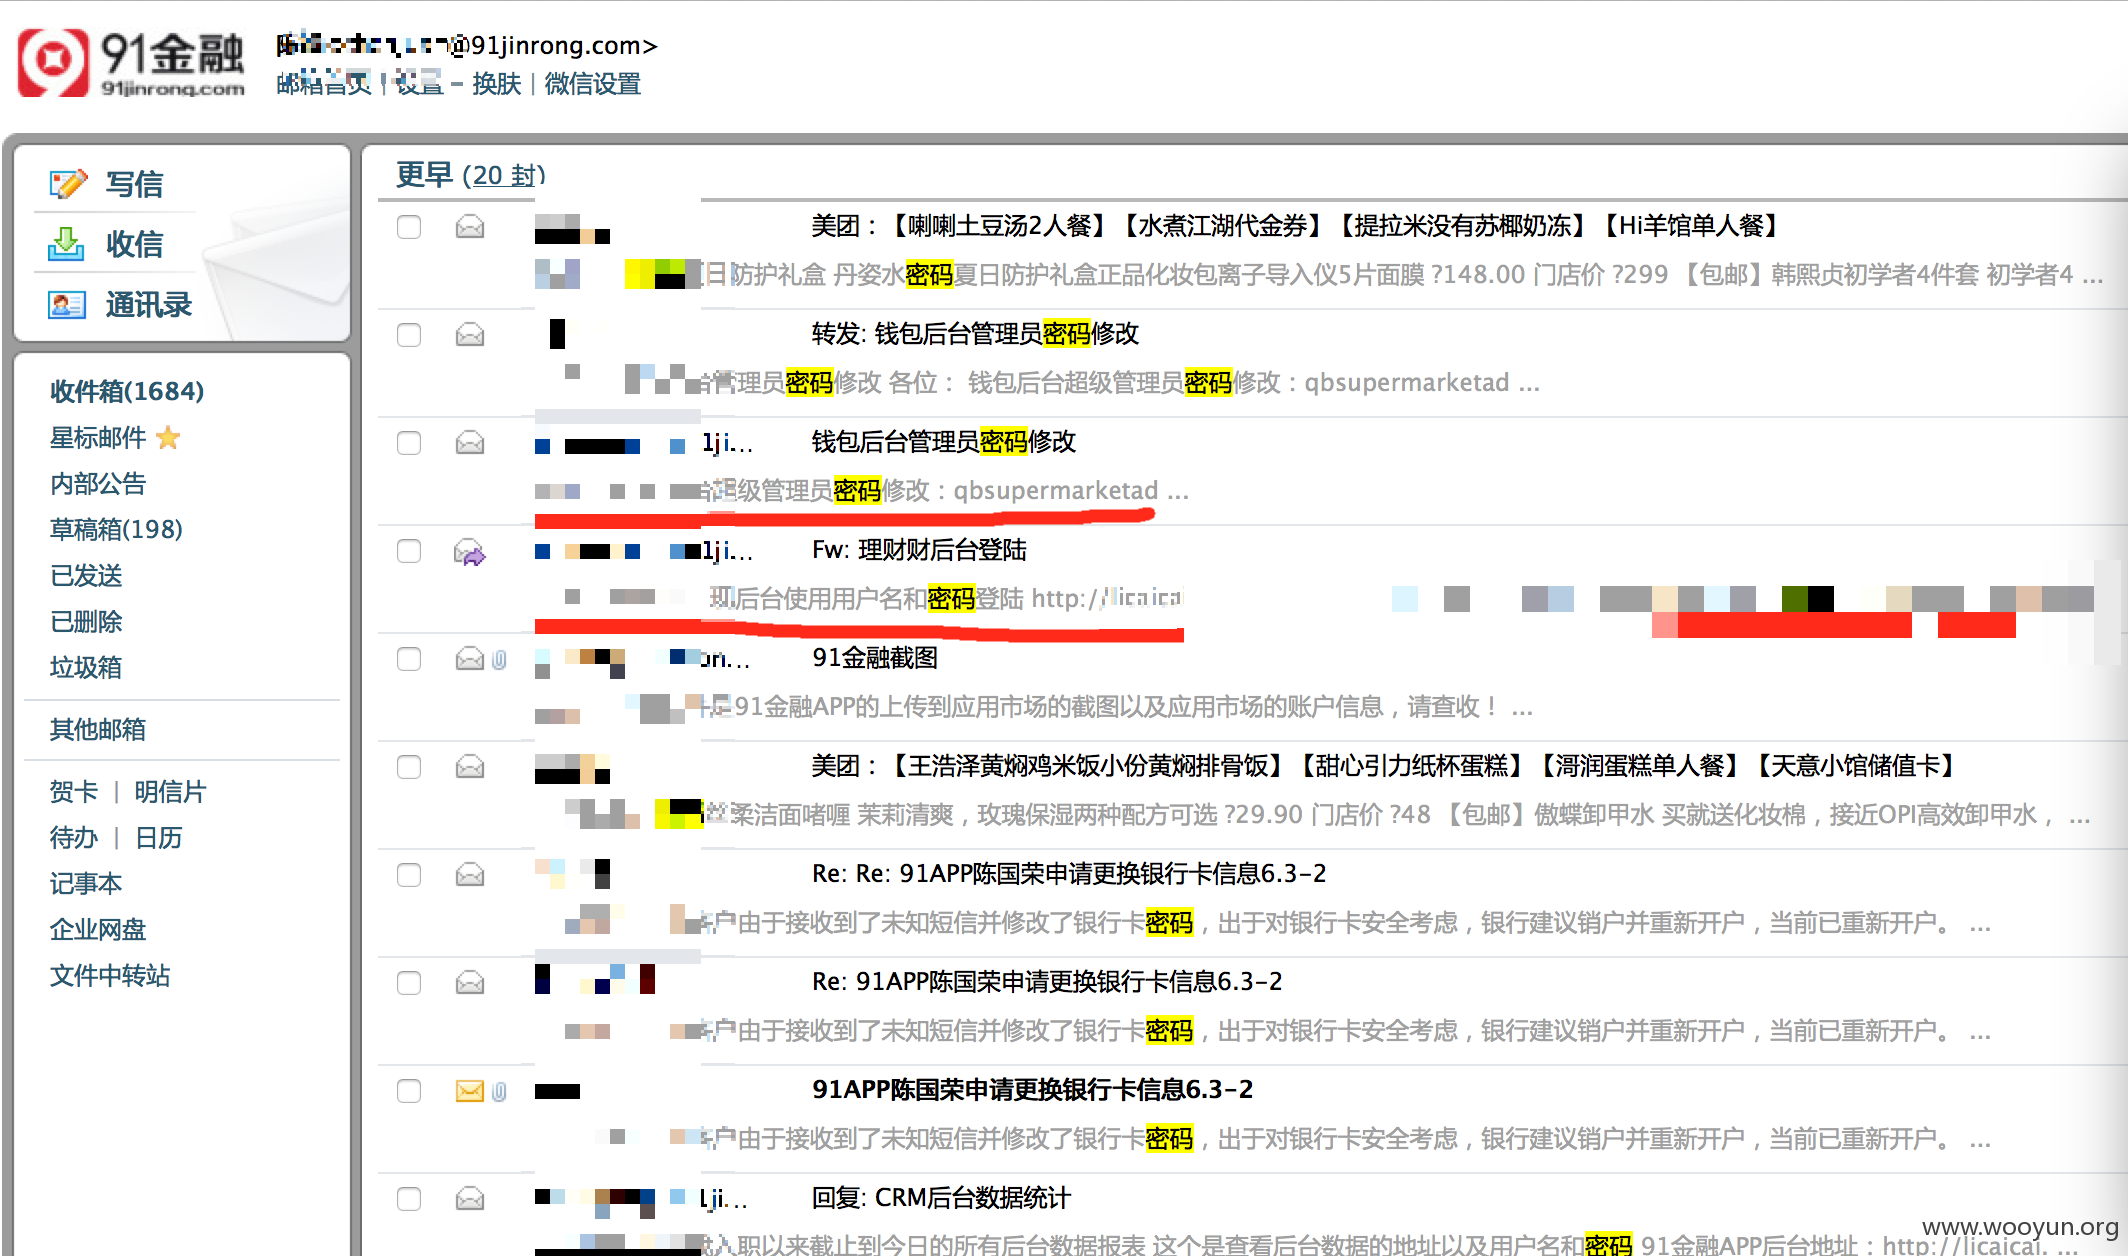 91金融
91jinrong.com
@91jinrong.com>
邮箱首页 | 设置 - 换肤 | 微信设置
写信
收信
通讯录
收件箱(1684)
星标邮件
内部公告
草稿箱(198)
已发送
已删除
垃圾箱
其他邮箱
贺卡 | 明信片
待办 | 日历
记事本
企业网盘
文件中转站
更早 (20 封)
美团：【喇喇土豆汤2人餐】【水煮江湖代金券】【提拉米没有苏椰奶冻】【Hi羊馆单人餐】
日防护礼盒 丹姿水密码夏日防护礼盒正品化妆包离子导入仪5片面膜 ?148.00 门店价 ?299 【包邮】韩熙贞初学者4件套 初学者4 ...
转发: 钱包后台管理员密码修改
管理员密码修改 各位： 钱包后台超级管理员密码修改：qbsupermarketad ...
1ji... 钱包后台管理员密码修改
超级管理员密码修改：qbsupermarketad ...
1ji... Fw: 理财财后台登陆
现后台使用用户名和密码登陆 http://licaicai
on... 91金融截图
91金融APP的上传到应用市场的截图以及应用市场的账户信息，请查收！ ...
美团：【王浩泽黄焖鸡米饭小份黄焖排骨饭】【甜心引力纸杯蛋糕】【渮润蛋糕单人餐】【天意小馆储值卡】
柔洁面啫喱 茉莉清爽，玫瑰保湿两种配方可选 ?29.90 门店价 ?48 【包邮】傲蝶卸甲水 买就送化妆棉，接近OPI高效卸甲水， ...
Re: Re: 91APP陈国荣申请更换银行卡信息6.3-2
客户由于接收到了未知短信并修改了银行卡密码，出于对银行卡安全考虑，银行建议销户并重新开户，当前已重新开户。 ...
Re: 91APP陈国荣申请更换银行卡信息6.3-2
客户由于接收到了未知短信并修改了银行卡密码，出于对银行卡安全考虑，银行建议销户并重新开户，当前已重新开户。 ...
91APP陈国荣申请更换银行卡信息6.3-2
客户由于接收到了未知短信并修改了银行卡密码，出于对银行卡安全考虑，银行建议销户并重新开户，当前已重新开户。 ...
1ji... 回复: CRM后台数据统计
入职以来截止到今日的所有后台数据报表 这个是查看后台数据的地址以及用户名和密码 91金融APP后台地址：http://licaicai. ...
www.wooyun.org